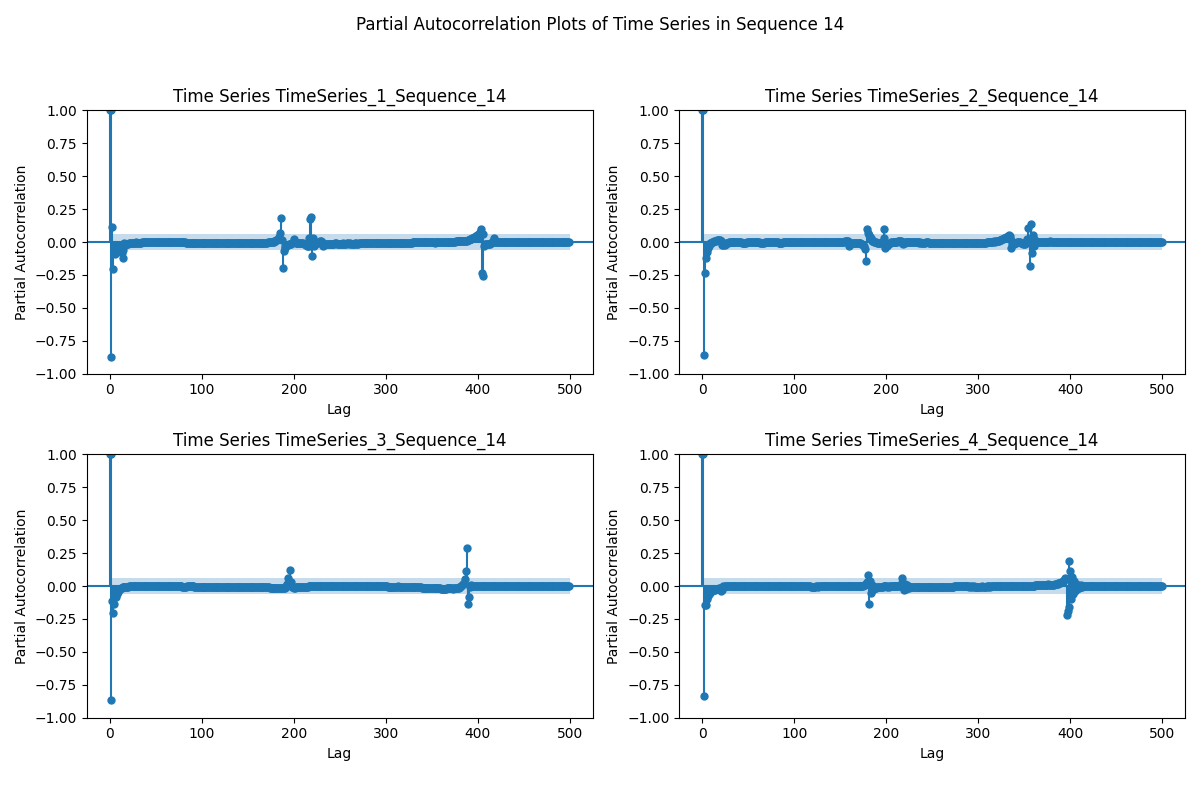 Partial Autocorrelation Plots of Time Series in Sequence 14
Time Series TimeSeries_1_Sequence_14
Partial Autocorrelation
1.00
0.75
0.50
0.25
0.00
−0.25
−0.50
−0.75
−1.00
0 100 200 300 400 500
Lag
Time Series TimeSeries_2_Sequence_14
Partial Autocorrelation
1.00
0.75
0.50
0.25
0.00
−0.25
−0.50
−0.75
−1.00
0 100 200 300 400 500
Lag
Time Series TimeSeries_3_Sequence_14
Partial Autocorrelation
1.00
0.75
0.50
0.25
0.00
−0.25
−0.50
−0.75
−1.00
0 100 200 300 400 500
Lag
Time Series TimeSeries_4_Sequence_14
Partial Autocorrelation
1.00
0.75
0.50
0.25
0.00
−0.25
−0.50
−0.75
−1.00
0 100 200 300 400 500
Lag